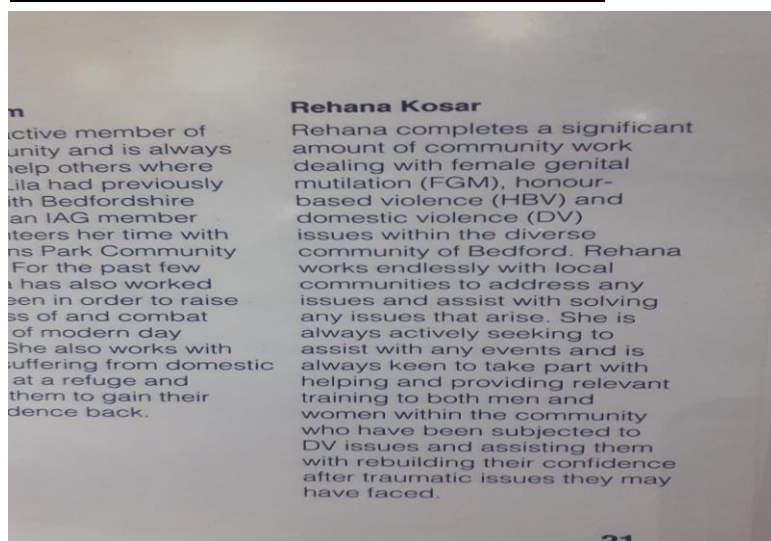 m
active member of
unity and is always
help others where
Lila had previously
ith Bedfordshire
an IAG member
nteers her time with
ns Park Community
For the past few
has also worked
een in order to raise
ss of and combat
of modern day
She also works with
suffering from domestic
at a refuge and
them to gain their
dence back.
Rehana Kosar
Rehana completes a significant
amount of community work
dealing with female genital
mutilation (FGM), honour-
based violence (HBV) and
domestic violence (DV)
issues within the diverse
community of Bedford. Rehana
works endlessly with local
communities to address any
issues and assist with solving
any issues that arise. She is
always actively seeking to
assist with any events and is
always keen to take part with
helping and providing relevant
training to both men and
women within the community
who have been subjected to
DV issues and assisting them
with rebuilding their confidence
after traumatic issues they may
have faced.
21